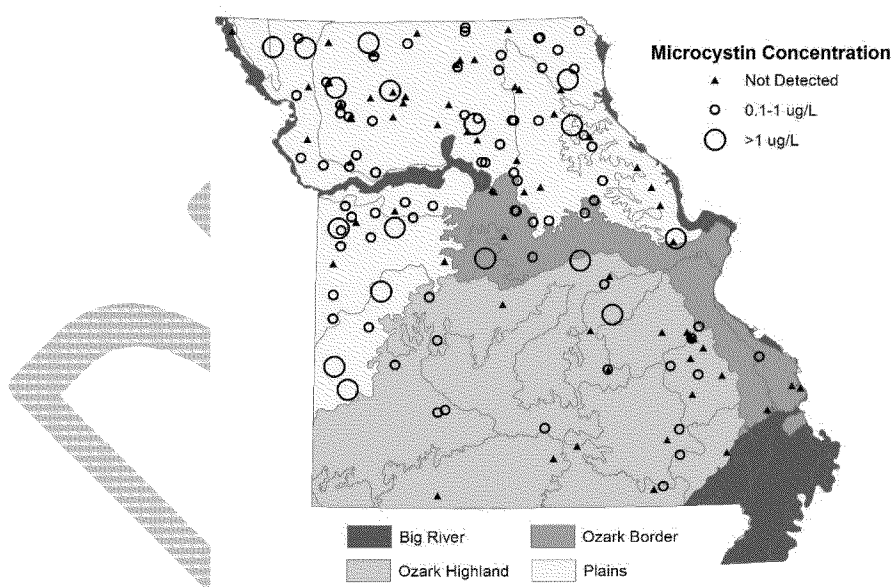 Microcystin Concentration
Not Detected
0.1-1 ug/L
>1 ug/L
Big River
Ozark Border
Ozark Highland
Plains